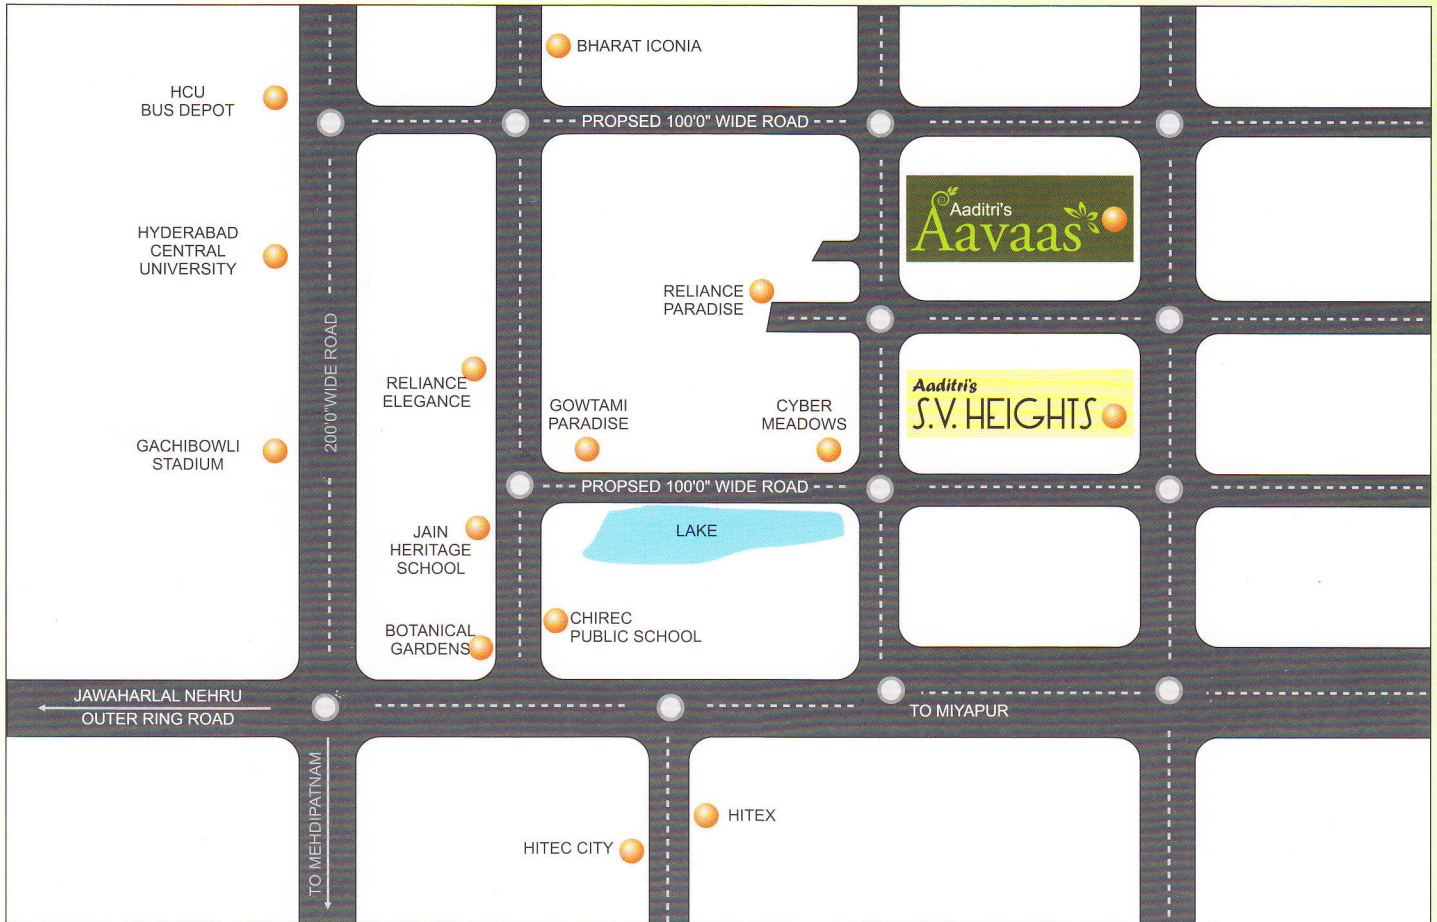 BHARAT ICONIA
HCU
BUS DEPOT
PROPSED 100'0" WIDE ROAD
Aaditri's
Aavaas
HYDERABAD
CENTRAL
UNIVERSITY
RELIANCE
PARADISE
200'0"WIDE ROAD
RELIANCE
ELEGANCE
Aaditri's
S.V. HEIGHTS
GOWTAMI
PARADISE
CYBER
MEADOWS
GACHIBOWLI
STADIUM
PROPSED 100'0" WIDE ROAD
LAKE
JAIN
HERITAGE
SCHOOL
CHIREC
PUBLIC SCHOOL
BOTANICAL
GARDENS
JAWAHARLAL NEHRU
OUTER RING ROAD
TO MIYAPUR
TO MEHDIPATNAM
HITEX
HITEC CITY